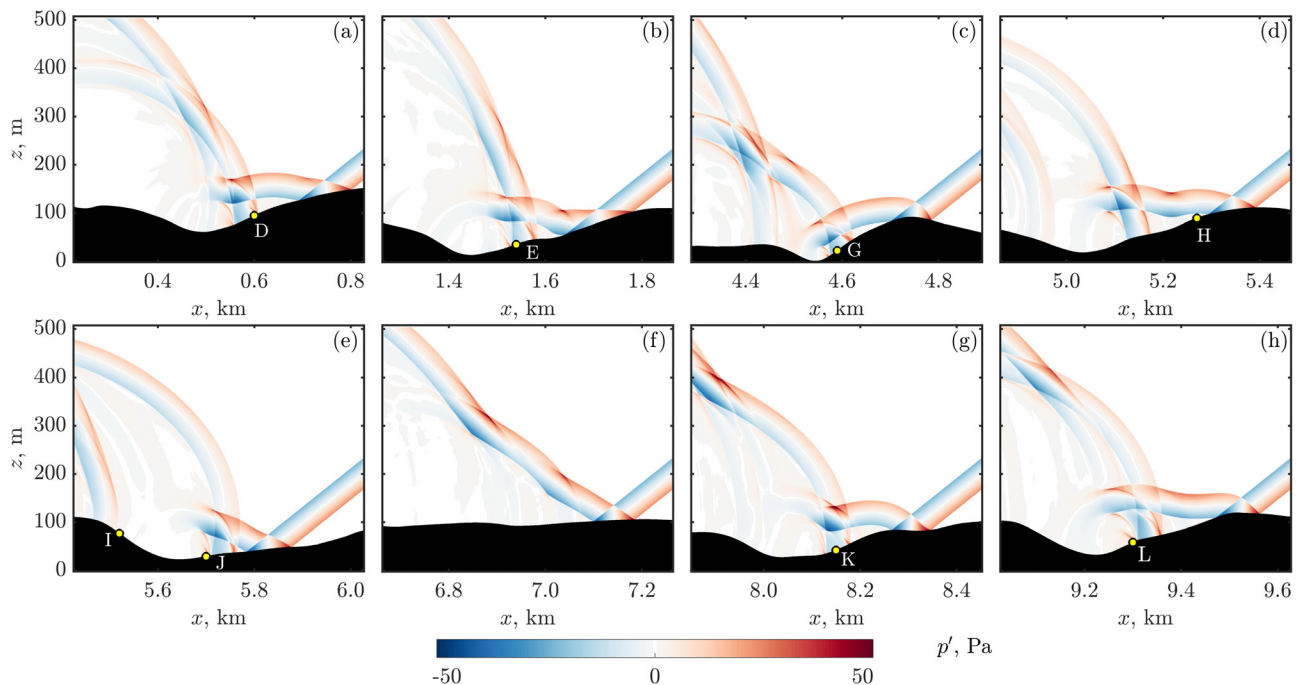 500 (a) (b) (c) (d)
400
300
z, m
200
100
0
D E G H
0.4 0.6 0.8 1.4 1.6 1.8 4.4 4.6 4.8 5.0 5.2 5.4
x, km x, km x, km x, km
500 (e) (f) (g) (h)
400
300
z, m
200
100
0
I J K L
5.6 5.8 6.0 6.8 7.0 7.2 8.0 8.2 8.4 9.2 9.4 9.6
x, km x, km x, km x, km
p′, Pa
-50 0 50